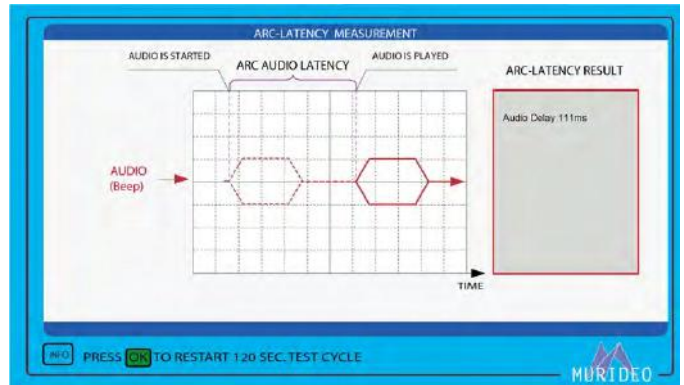 ARC-LATENCY MEASUREMENT
AUDIO IS STARTED
ARC AUDIO LATENCY
AUDIO IS PLAYED
ARC-LATENCY RESULT
Audio Delay 111ms
AUDIO
(Beep)
TIME
INFO PRESS OK TO RESTART 120 SEC. TEST CYCLE
MURIDEO